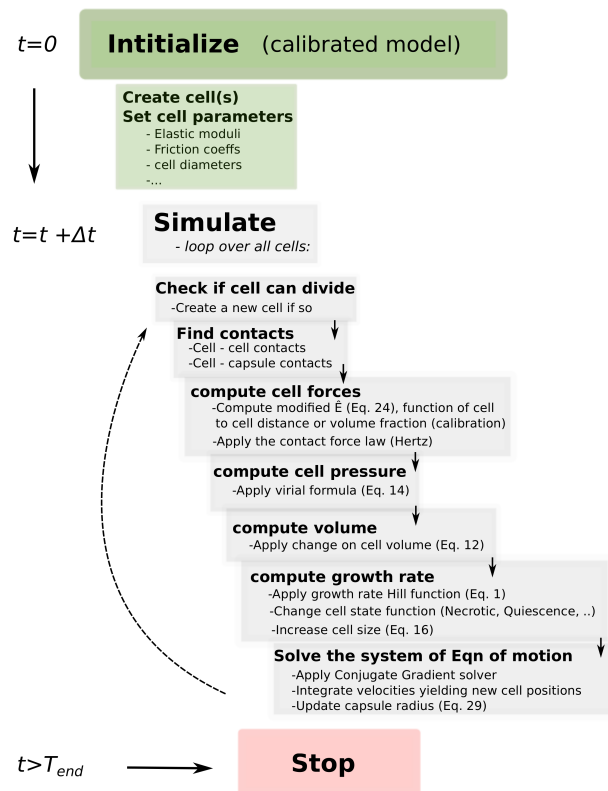 t=0
Intitialize (calibrated model)
Create cell(s)
Set cell parameters
- Elastic moduli
- Friction coeffs
- cell diameters
-...
t=t +Δt
Simulate
- loop over all cells:
Check if cell can divide
-Create a new cell if so
Find contacts
-Cell - cell contacts
-Cell - capsule contacts
compute cell forces
-Compute modified Ê (Eq. 24), function of cell
to cell distance or volume fraction (calibration)
-Apply the contact force law (Hertz)
compute cell pressure
-Apply virial formula (Eq. 14)
compute volume
-Apply change on cell volume (Eq. 12)
compute growth rate
-Apply growth rate Hill function (Eq. 1)
-Change cell state function (Necrotic, Quiescence, ..)
-Increase cell size (Eq. 16)
Solve the system of Eqn of motion
-Apply Conjugate Gradient solver
-Integrate velocities yielding new cell positions
-Update capsule radius (Eq. 29)
t>Tend
Stop